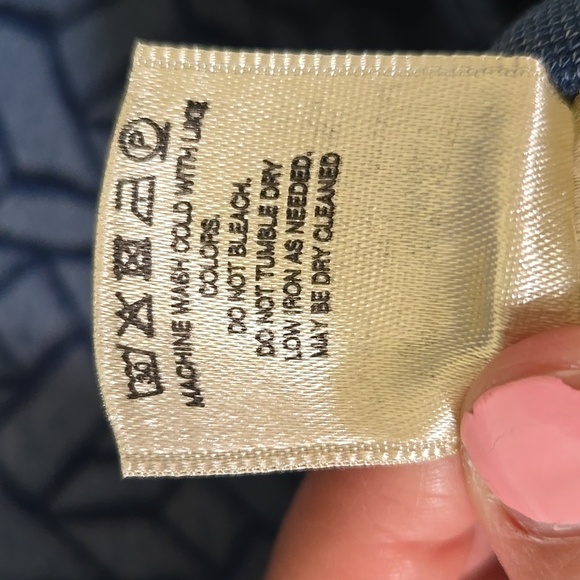 30 P
MACHINE WASH COLD WITH LIKE
COLORS.
DO NOT BLEACH.
DO NOT TUMBLE DRY
LOW IRON AS NEEDED.
MAY BE DRY CLEANED